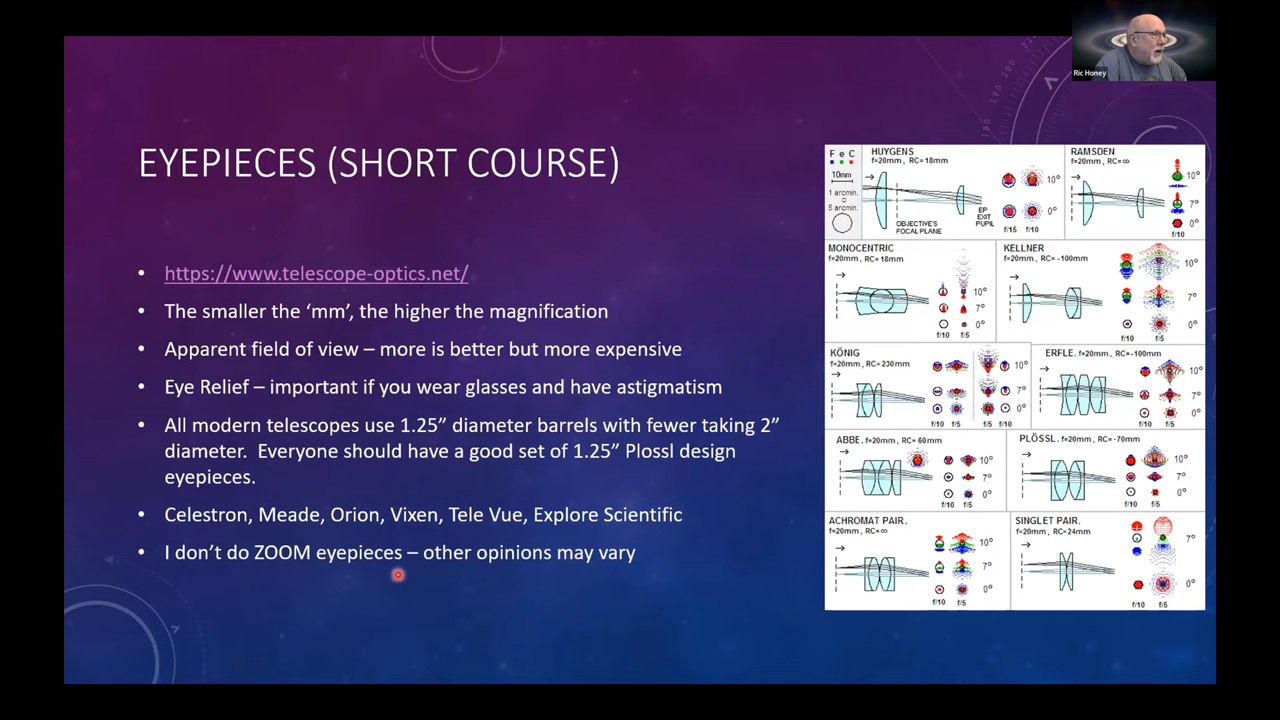 Ric Honey
EYEPIECES (SHORT COURSE)
• https://www.telescope-optics.net/
• The smaller the ‘mm’, the higher the magnification
• Apparent field of view – more is better but more expensive
• Eye Relief – important if you wear glasses and have astigmatism
• All modern telescopes use 1.25” diameter barrels with fewer taking 2”
diameter. Everyone should have a good set of 1.25” Plossl design
eyepieces.
• Celestron, Meade, Orion, Vixen, Tele Vue, Explore Scientific
• I don’t do ZOOM eyepieces – other opinions may vary
F e C
10mm
1 arcmin.
5 arcmin.
HUYGENS
f=20mm, RC=18mm
10°
0°
OBJECTIVE'S
FOCAL PLANE
EP
EXIT
PUPIL
f/15 f/10
RAMSDEN
f=20mm, RC=∞
10°
7°
0°
f/10
MONOCENTRIC
f=20mm, RC=18mm
10°
7°
0°
f/10 f/5
KELLNER
f=20mm, RC= -100mm
10°
7°
0°
f/10 f/5
KÖNIG
f=20mm, RC=230mm
10°
7°
0°
f/10 f/5 f/5 f/10
ERFLE, f=20mm, RC=-100mm
10°
7°
0°
f/10 f/5
ABBE, f=20mm, RC= 60mm
10°
7°
0°
f/10 f/5
PLÖSSL, f=20mm, RC=-70mm
10°
7°
0°
f/10 f/5
ACHROMAT PAIR,
f=20mm, RC=∞
10°
7°
0°
f/10 f/5
SINGLET PAIR,
f=20mm, RC=24mm
7°
0°
f/10 f/5